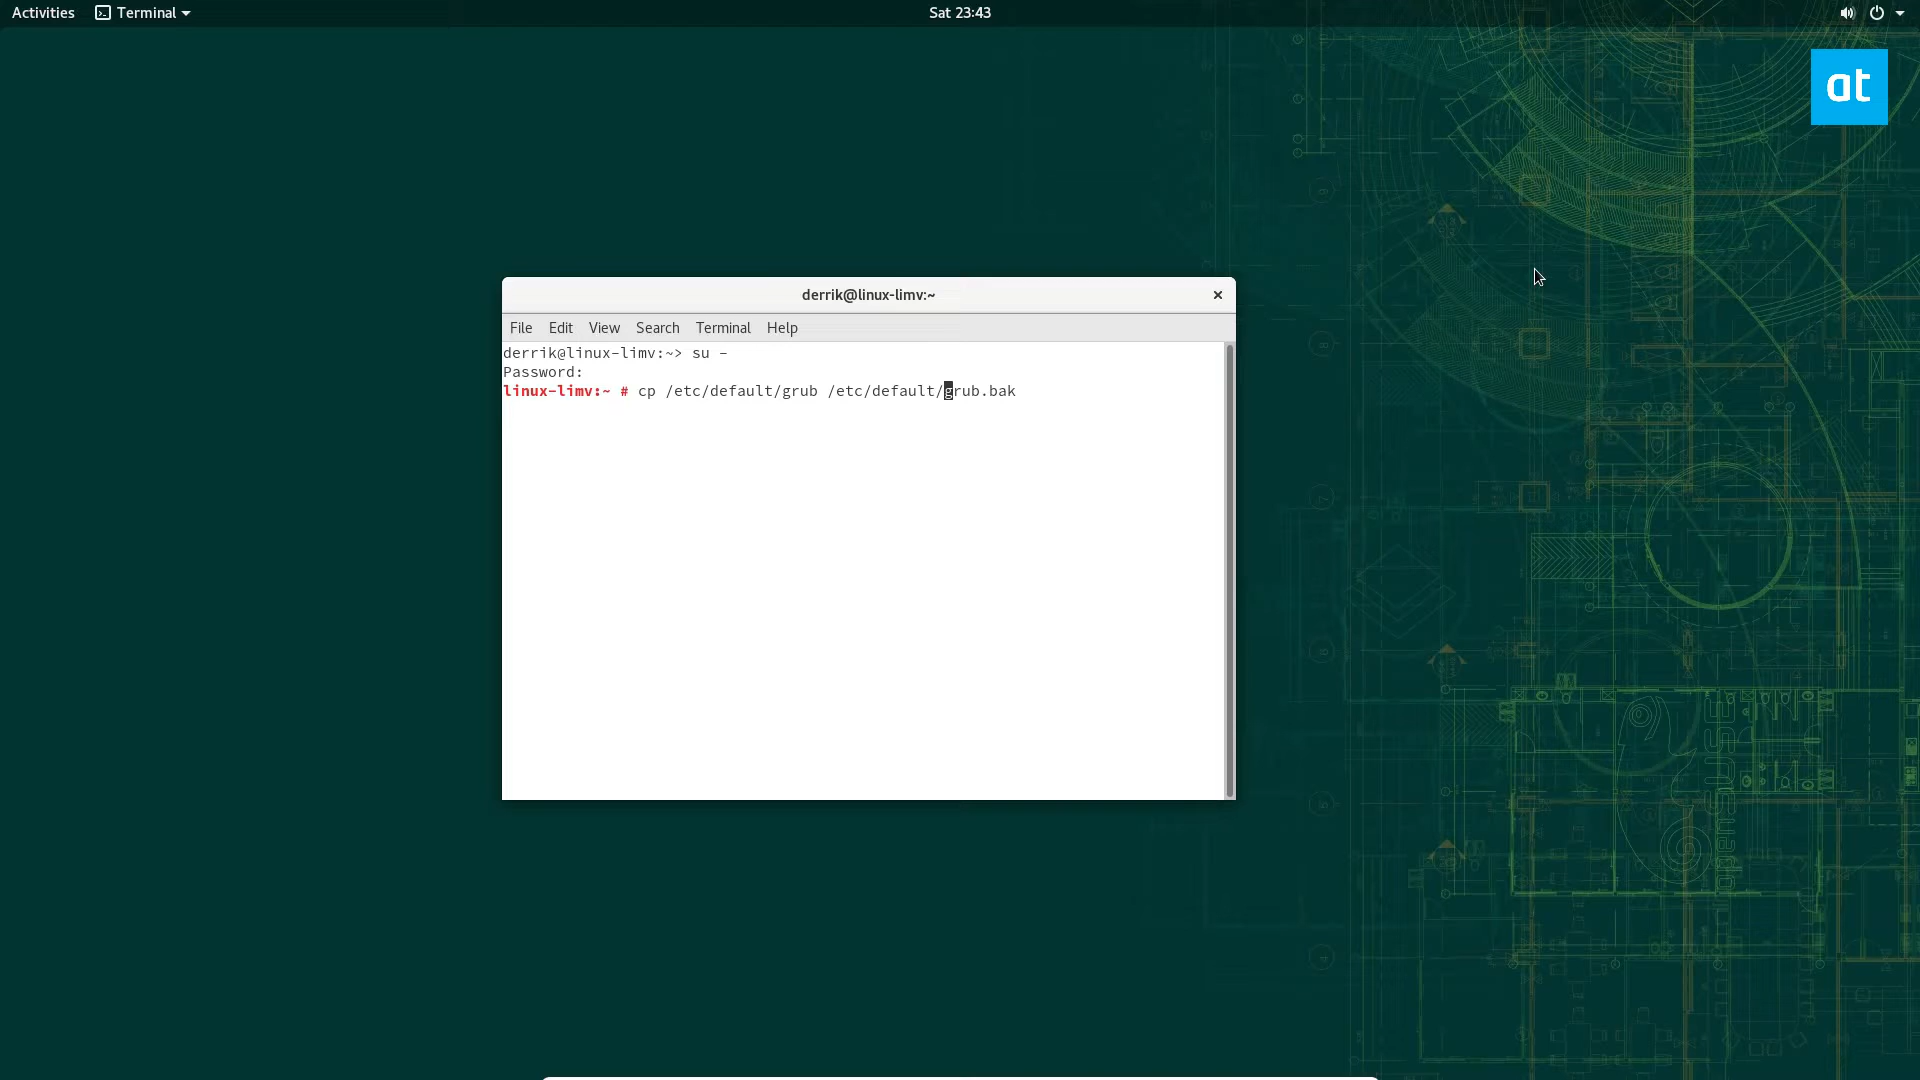 Activities
Terminal
Sat 23:43
at
derrik@linux-limv:~
File Edit View Search Terminal Help
derrik@linux-limv:~> su -
Password:
linux-limv:~ # cp /etc/default/grub /etc/default/grub.bak
openSUSE